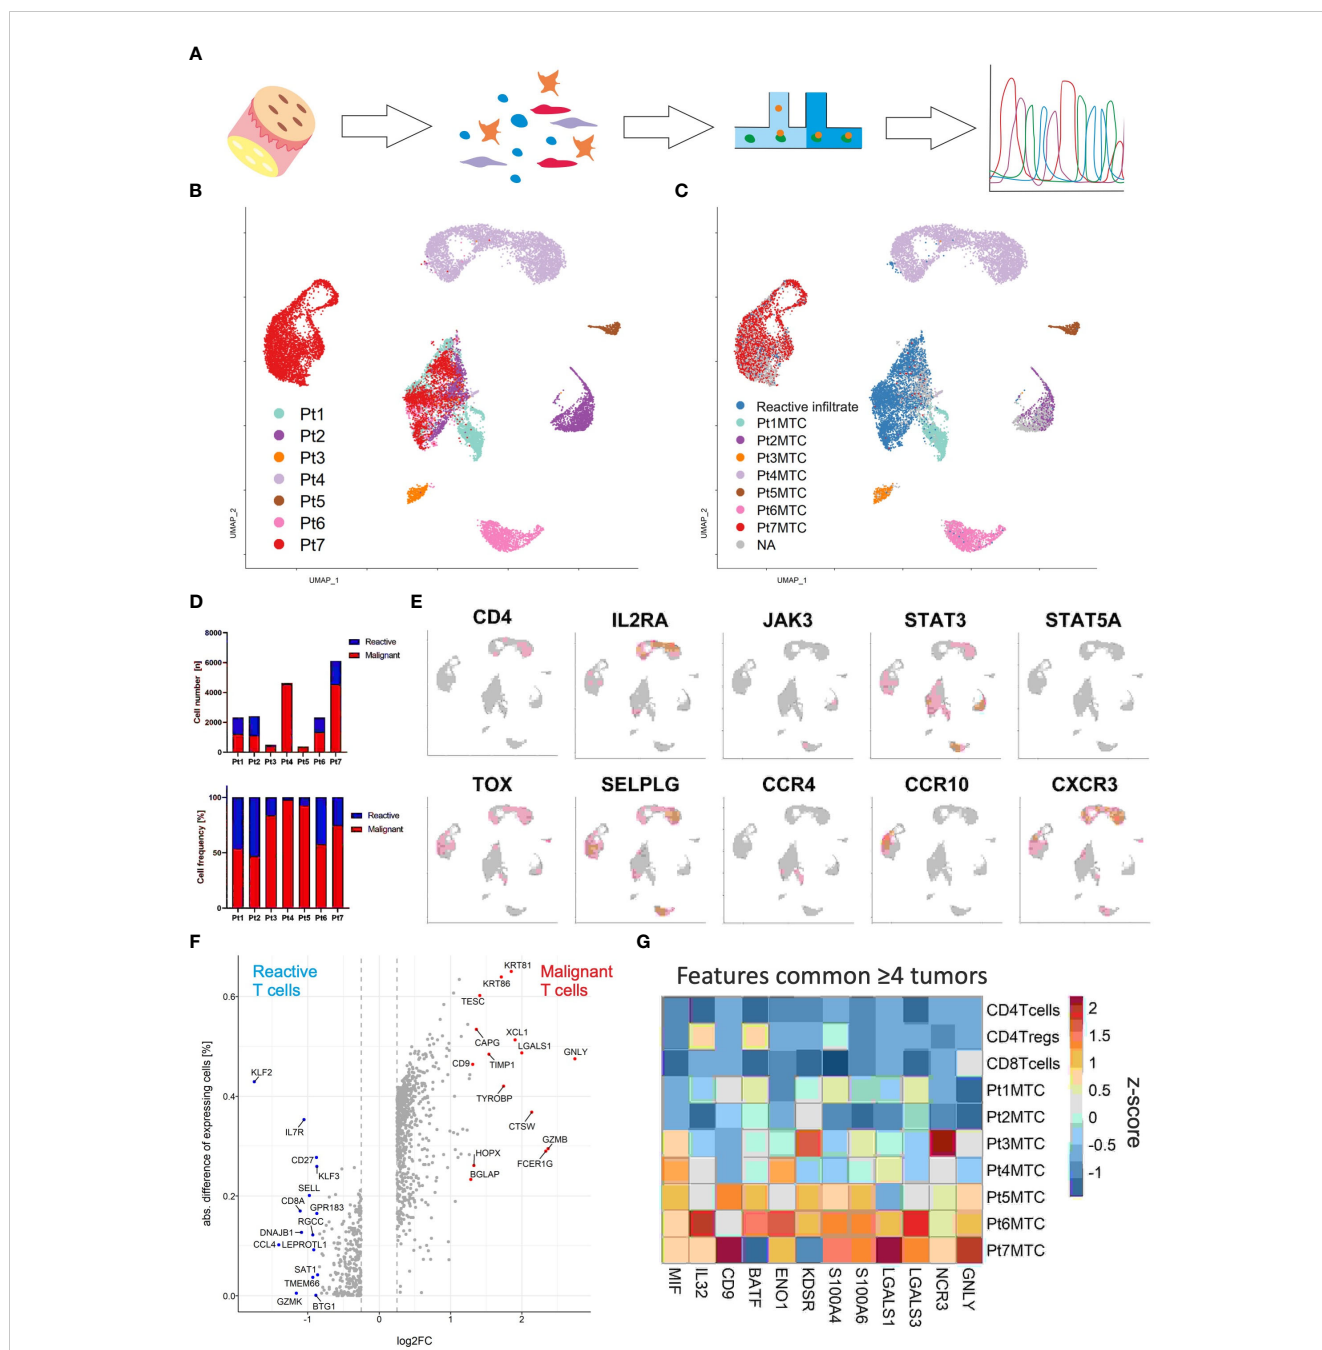 A
B
C
Pt1
Pt2
Pt3
Pt4
Pt5
Pt6
Pt7
UMAP_2
UMAP_1
Reactive infiltrate
Pt1MTC
Pt2MTC
Pt3MTC
Pt4MTC
Pt5MTC
Pt6MTC
Pt7MTC
NA
UMAP_2
UMAP_1
D
8000
6000
4000
2000
0
Cell number [n]
Reactive
Malignant
Pt1 Pt2 Pt3 Pt4 Pt5 Pt6 Pt7
100
50
0
Cell frequency [%]
Reactive
Malignant
Pt1 Pt2 Pt3 Pt4 Pt5 Pt6 Pt7
E
CD4 IL2RA JAK3 STAT3 STAT5A
TOX SELPLG CCR4 CCR10 CXCR3
F
Reactive
T cells
Malignant
T cells
abs. difference of expressing cells [%]
0.6
0.4
0.2
0.0
-1 0 1 2
log2FC
KRT81
KRT86
TESC
CAPG
XCL1
LGALS1
GNLY
CD9
TIMP1
TYROBP
CTSW
GZMB
FCER1G
HOPX
BGLAP
KLF2
IL7R
CD27
KLF3
SELL
CD8A
GPR183
RGCC
DNAJB1
CCL4
LEPROTL1
SAT1
TMEM66
GZMK
BTG1
G
Features common ≥4 tumors
CD4Tcells
CD4Tregs
CD8Tcells
Pt1MTC
Pt2MTC
Pt3MTC
Pt4MTC
Pt5MTC
Pt6MTC
Pt7MTC
MIF IL32 CD9 BATF ENO1 KDSR S100A4 S100A6 LGALS1 LGALS3 NCR3 GNLY
2
1.5
1
0.5
0
-0.5
-1
z-score